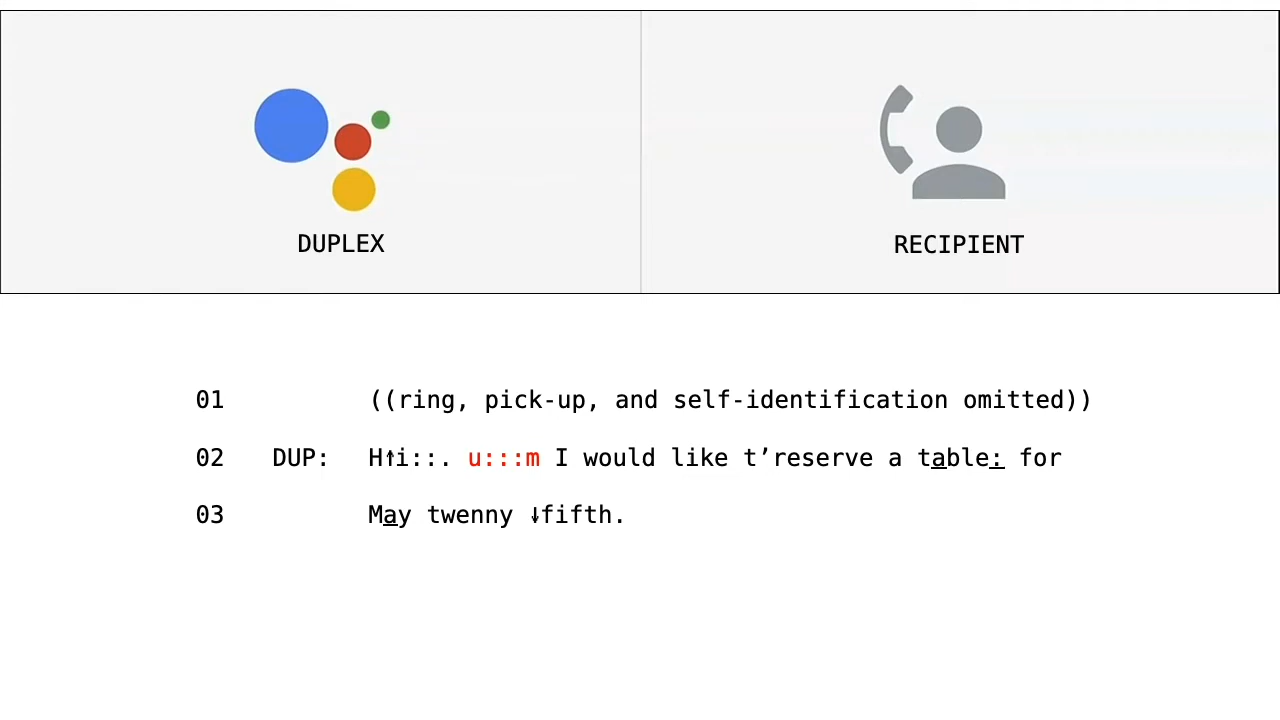 DUPLEX
RECIPIENT
01 ((ring, pick-up, and self-identification omitted))
02 DUP: H↑i::. u:::m I would like t’reserve a table: for
03 May twenny ↓fifth.